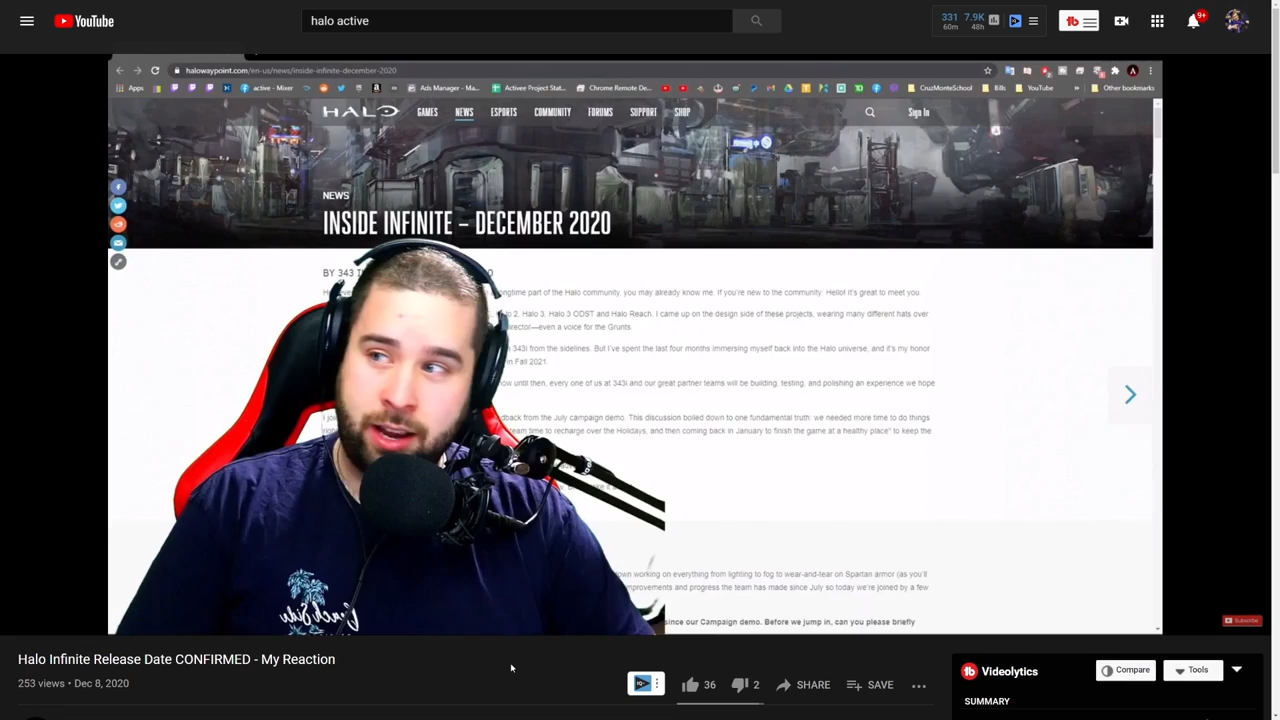 YouTube
halo active
331 7.9K
60m 48h
9+
halowaypoint.com/en-us/news/inside-infinite-december-2020
Apps
active - Mixer
Ads Manager - Ma...
Activee Project Stat...
Chrome Remote De...
CruzMonteSchool
Bills
YouTube
Other bookmarks
HALO
GAMES NEWS ESPORTS COMMUNITY FORUMS SUPPORT SHOP
Sign In
NEWS
INSIDE INFINITE – DECEMBER 2020
BY 343 I
ongtime part of the Halo community, you may already know me. If you're new to the community: Hello! It's great to meet you
2, Halo 3, Halo 3 ODST and Halo Reach. I came up on the design side of these projects, wearing many different hats over
irector—even a voice for the Grunts.
343i from the sidelines. But I've spent the last four months immersing myself back into the Halo universe, and it's my honor
in Fall 2021.
now until then, every one of us at 343i and our great partner teams will be building, testing, and polishing an experience we hope
I jo
dback from the July campaign demo. This discussion boiled down to one fundamental truth: we needed more time to do things
righ
team time to recharge over the Holidays, and then coming back in January to finish the game at a healthy place" to keep the
own working on everything from lighting to fog to wear-and-tear on Spartan armor (as you'll
mprovements and progress the team has made since July so today we're joined by a few
since our Campaign demo. Before we jump in, can you please briefly
Subscribe
Halo Infinite Release Date CONFIRMED - My Reaction
253 views • Dec 8, 2020
36
2
SHARE
SAVE
Videolytics
Compare
Tools
SUMMARY